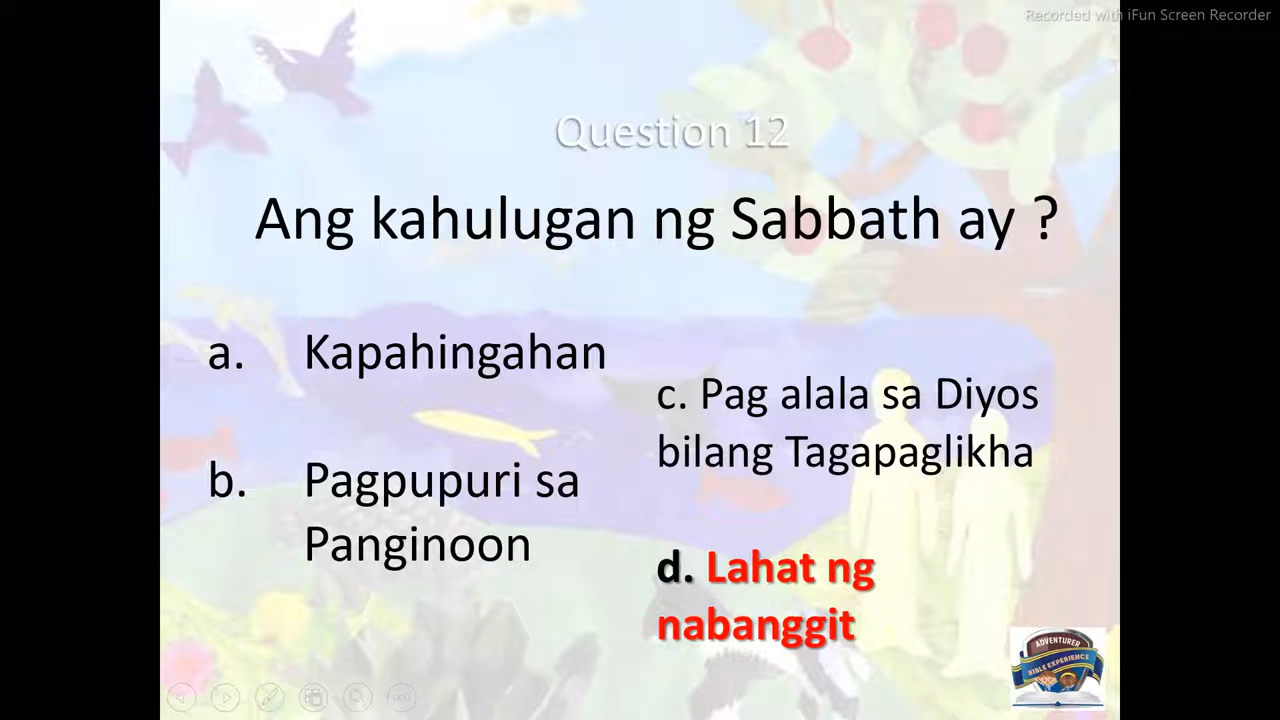 Recorded with iFun Screen Recorder
Question 12
Ang kahulugan ng Sabbath ay ?
a. Kapahingahan
b. Pagpupuri sa
Panginoon
c. Pag alala sa Diyos
bilang Tagapaglikha
d. Lahat ng
nabanggit
ADVENTURER
BIBLE EXPERIENCE